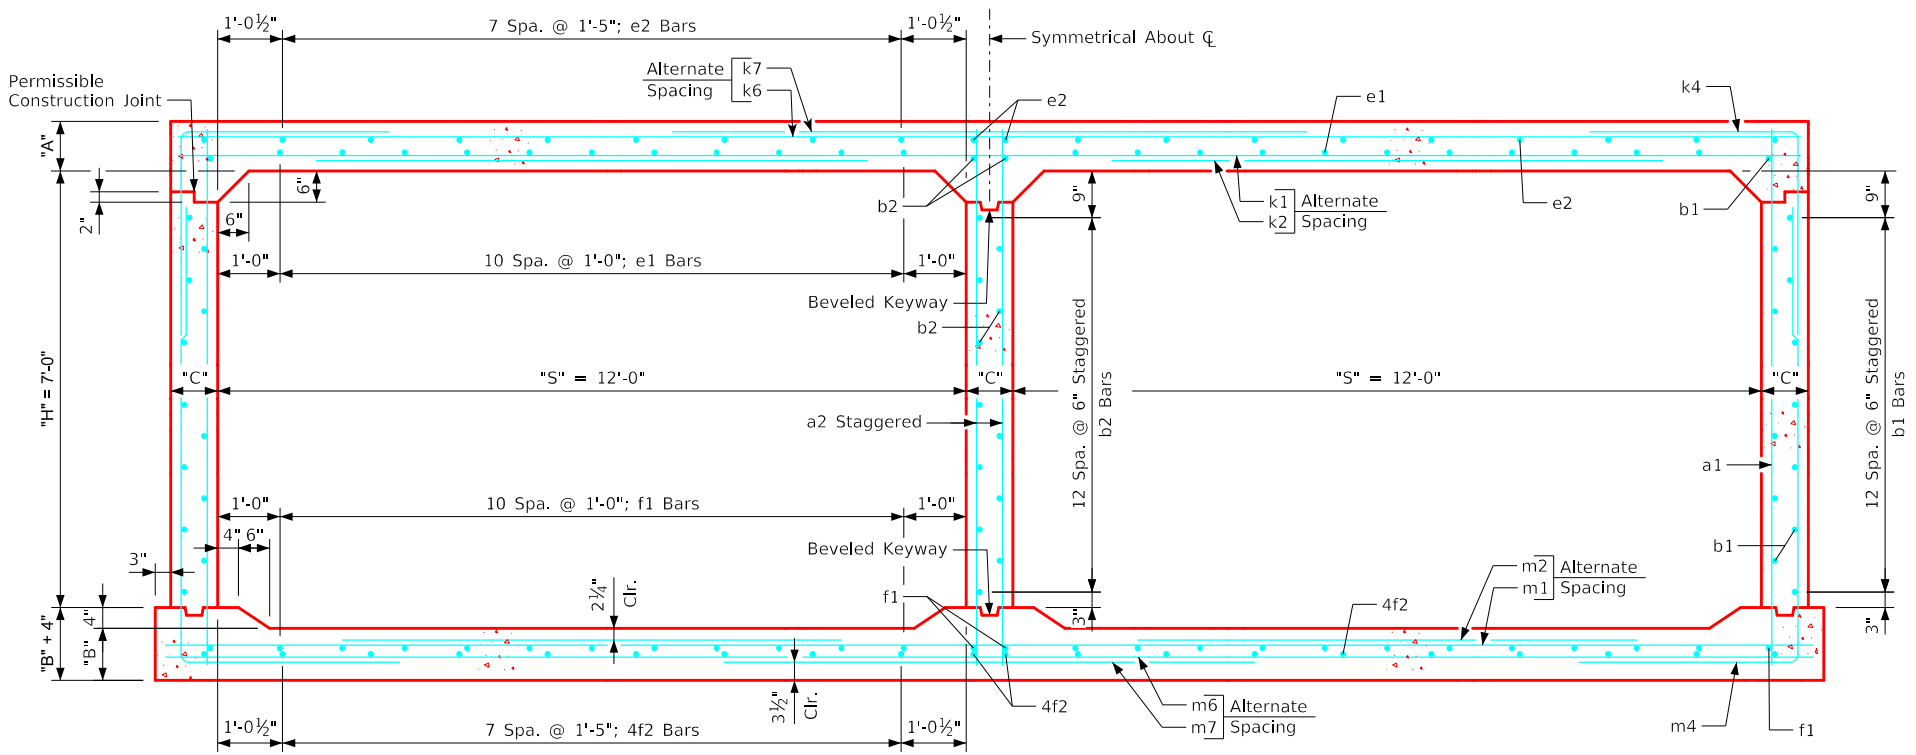 1'-0½"
7 Spa. @ 1'-5"; e2 Bars
1'-0½"
Symmetrical About ℄
Permissible
Construction Joint
Alternate
Spacing
k7
k6
e2
e1
k4
"A"
6"
2"
6"
b2
9"
k1
k2
Alternate
Spacing
e2
b1
9"
1'-0"
10 Spa. @ 1'-0"; e1 Bars
1'-0"
Beveled Keyway
b2
"H" = 7'-0"
"C"
"S" = 12'-0"
"C"
12 Spa. @ 6" Staggered
b2 Bars
"S" = 12'-0"
"C"
12 Spa. @ 6" Staggered
b1 Bars
a2 Staggered
a1
1'-0"
10 Spa. @ 1'-0"; f1 Bars
1'-0"
4"
6"
3"
Beveled Keyway
b1
2¼"
Clr.
f1
m2
m1
Alternate
Spacing
4f2
3"
3"
"B" + 4"
4"
"B"
3½"
Clr.
4f2
m6
m7
Alternate
Spacing
m4
f1
1'-0½"
7 Spa. @ 1'-5"; 4f2 Bars
1'-0½"